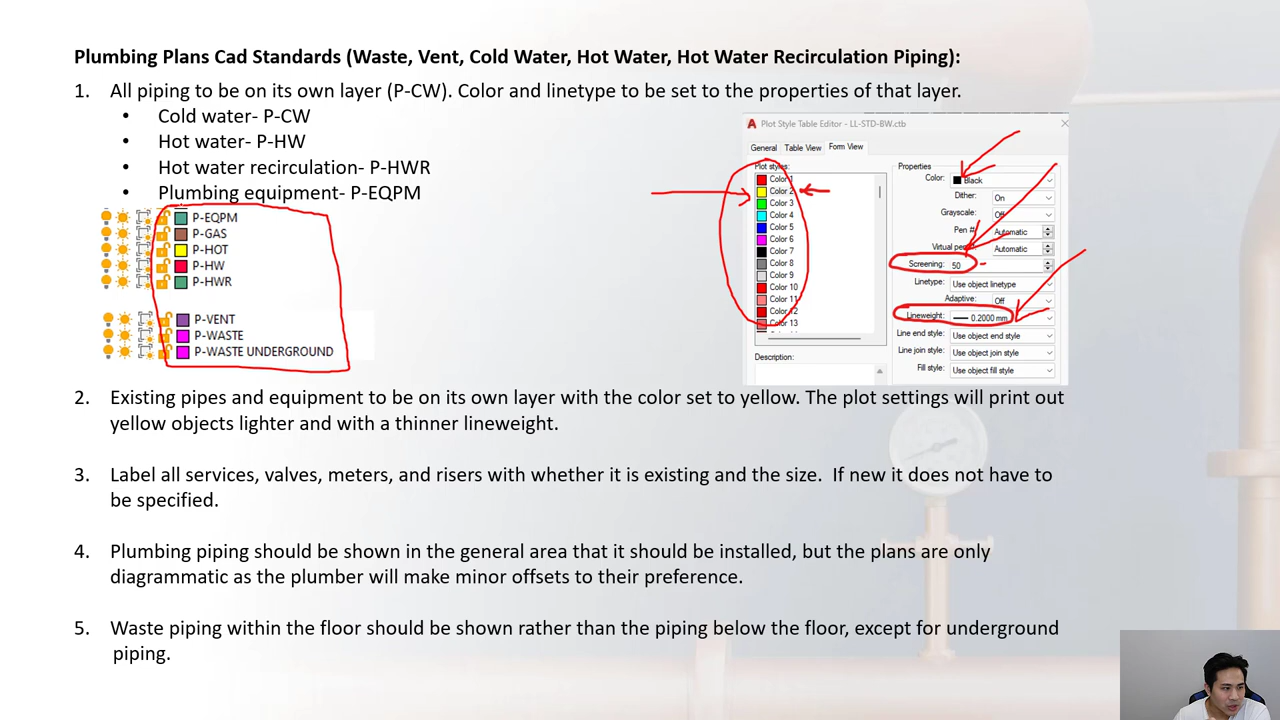 Plumbing Plans Cad Standards (Waste, Vent, Cold Water, Hot Water, Hot Water Recirculation Piping):
1. All piping to be on its own layer (P-CW). Color and linetype to be set to the properties of that layer.
• Cold water- P-CW
• Hot water- P-HW
• Hot water recirculation- P-HWR
• Plumbing equipment- P-EQPM
P-EQPM
P-GAS
P-HOT
P-HW
P-HWR
P-VENT
P-WASTE
P-WASTE UNDERGROUND
A Plot Style Table Editor - LL-STD-BW.ctb
General Table View Form View
Plot styles:
Color 1
Color 2
Color 3
Color 4
Color 5
Color 6
Color 7
Color 8
Color 9
Color 10
Color 11
Color 12
Color 13
Description:
Properties
Color: Black
Dither: On
Grayscale: Off
Pen #: Automatic
Virtual pen #: Automatic
Screening: 50
Linetype: Use object linetype
Adaptive: Off
Lineweight: 0.2000 mm
Line end style: Use object end style
Line join style: Use object join style
Fill style: Use object fill style
2. Existing pipes and equipment to be on its own layer with the color set to yellow. The plot settings will print out
yellow objects lighter and with a thinner lineweight.
3. Label all services, valves, meters, and risers with whether it is existing and the size. If new it does not have to
be specified.
4. Plumbing piping should be shown in the general area that it should be installed, but the plans are only
diagrammatic as the plumber will make minor offsets to their preference.
5. Waste piping within the floor should be shown rather than the piping below the floor, except for underground
piping.